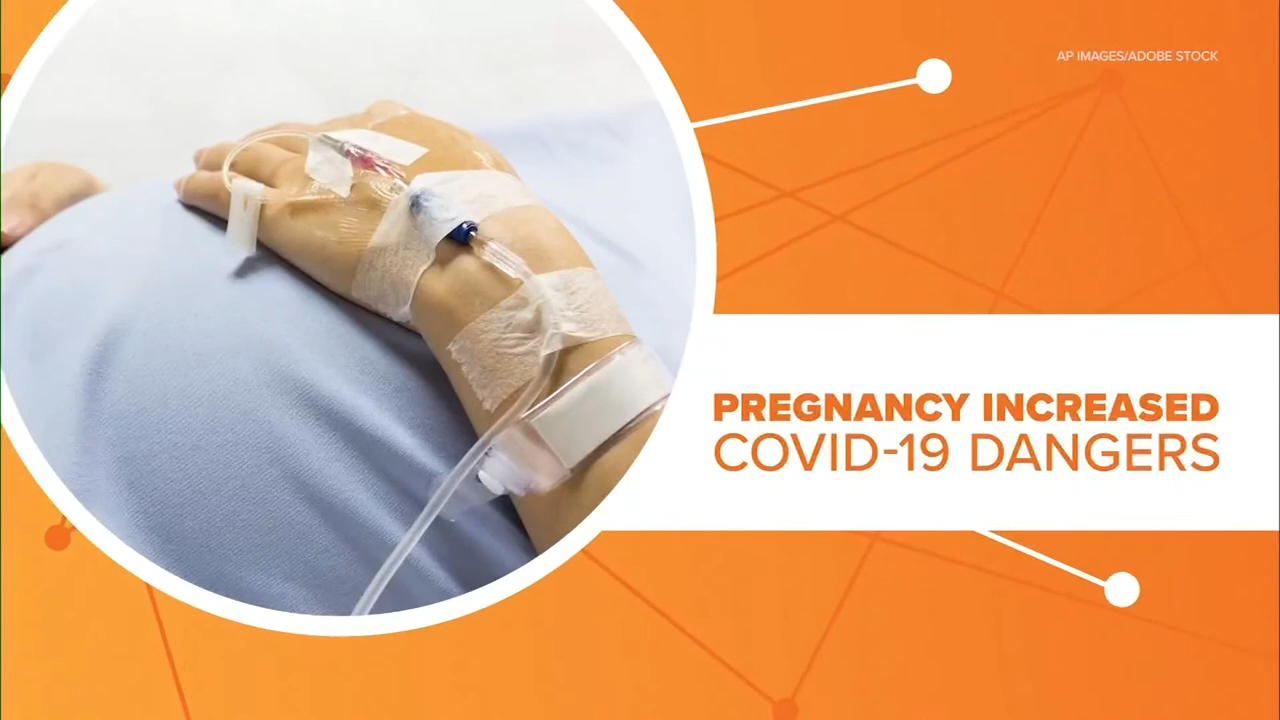 AP IMAGES/ADOBE STOCK
PREGNANCY INCREASED
COVID-19 DANGERS